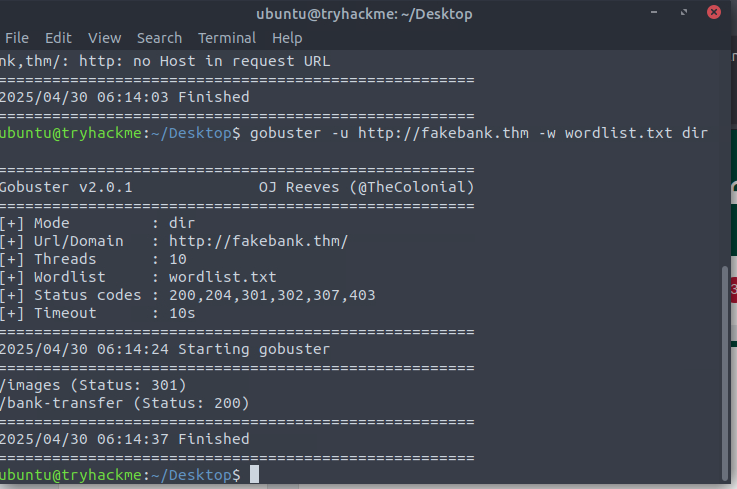 ubuntu@tryhackme: ~/Desktop
File Edit View Search Terminal Help
nk,thm/: http: no Host in request URL
=====================================================
2025/04/30 06:14:03 Finished
=====================================================
ubuntu@tryhackme:~/Desktop$ gobuster -u http://fakebank.thm -w wordlist.txt dir
=====================================================
Gobuster v2.0.1              OJ Reeves (@TheColonial)
=====================================================
[+] Mode         : dir
[+] Url/Domain   : http://fakebank.thm/
[+] Threads      : 10
[+] Wordlist     : wordlist.txt
[+] Status codes : 200,204,301,302,307,403
[+] Timeout      : 10s
=====================================================
2025/04/30 06:14:24 Starting gobuster
=====================================================
/images (Status: 301)
/bank-transfer (Status: 200)
=====================================================
2025/04/30 06:14:37 Finished
=====================================================
ubuntu@tryhackme:~/Desktop$